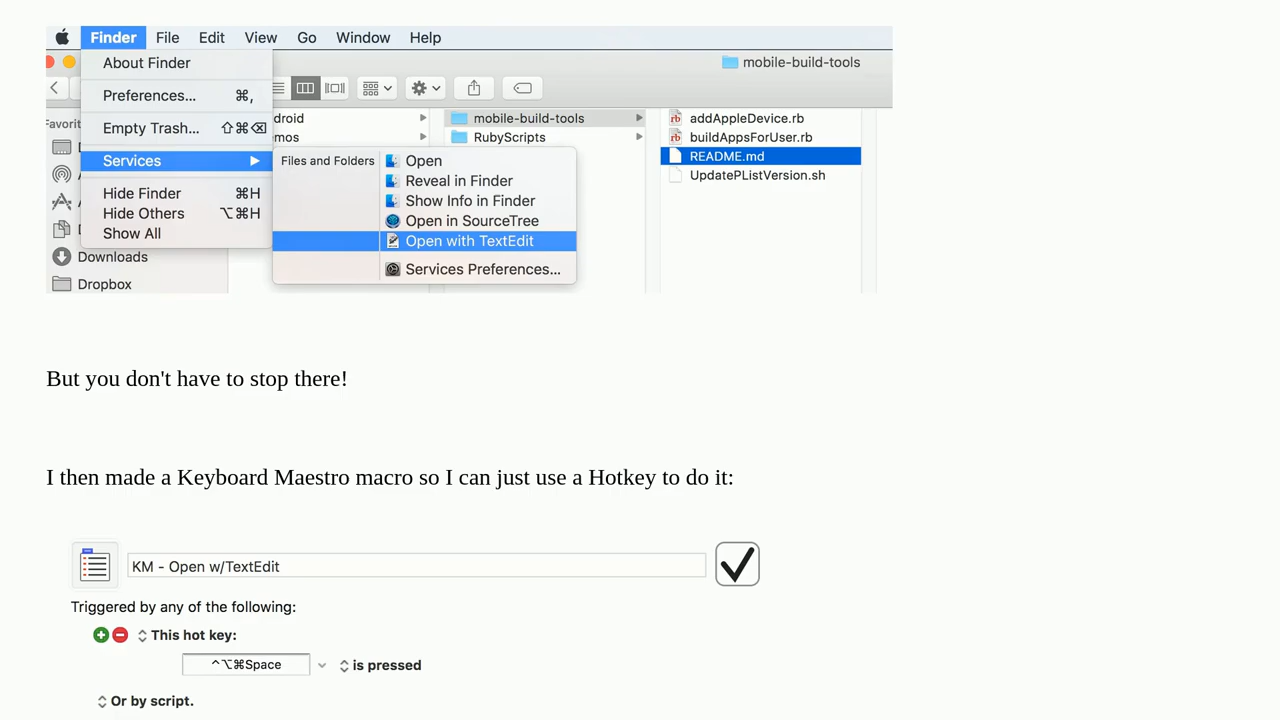 Finder File Edit View Go Window Help
About Finder
mobile-build-tools
Preferences... ⌘,
Empty Trash... ⇧⌘⌫
droid
mobile-build-tools
addAppleDevice.rb
Favorit
mos
RubyScripts
buildAppsForUser.rb
Services
Files and Folders
Open
README.md
Reveal in Finder
UpdatePListVersion.sh
Hide Finder ⌘H
Show Info in Finder
Hide Others ⌥⌘H
Open in SourceTree
Show All
Open with TextEdit
Downloads
Services Preferences...
Dropbox
But you don't have to stop there!
I then made a Keyboard Maestro macro so I can just use a Hotkey to do it:
KM - Open w/TextEdit
Triggered by any of the following:
This hot key:
^⌥⌘Space is pressed
Or by script.